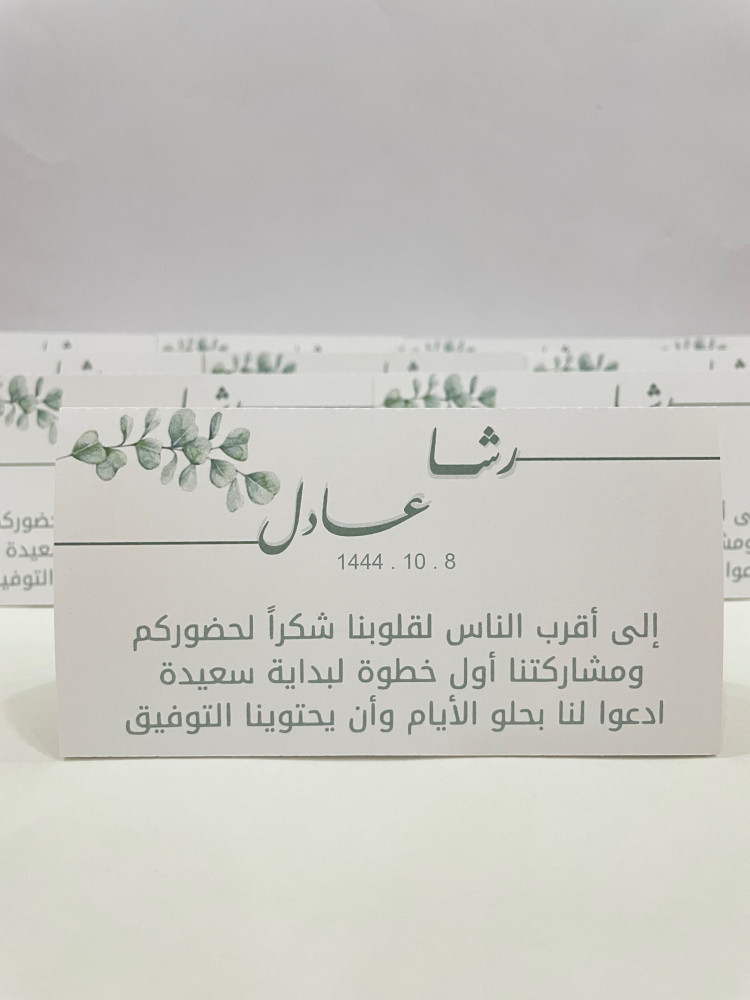 رشا
عادل
1444 . 10 . 8
إلى أقرب الناس لقلوبنا شكراً لحضوركم
ومشاركتنا أول خطوة لبداية سعيدة
ادعوا لنا بحلو الأيام وأن يحتوينا التوفيق